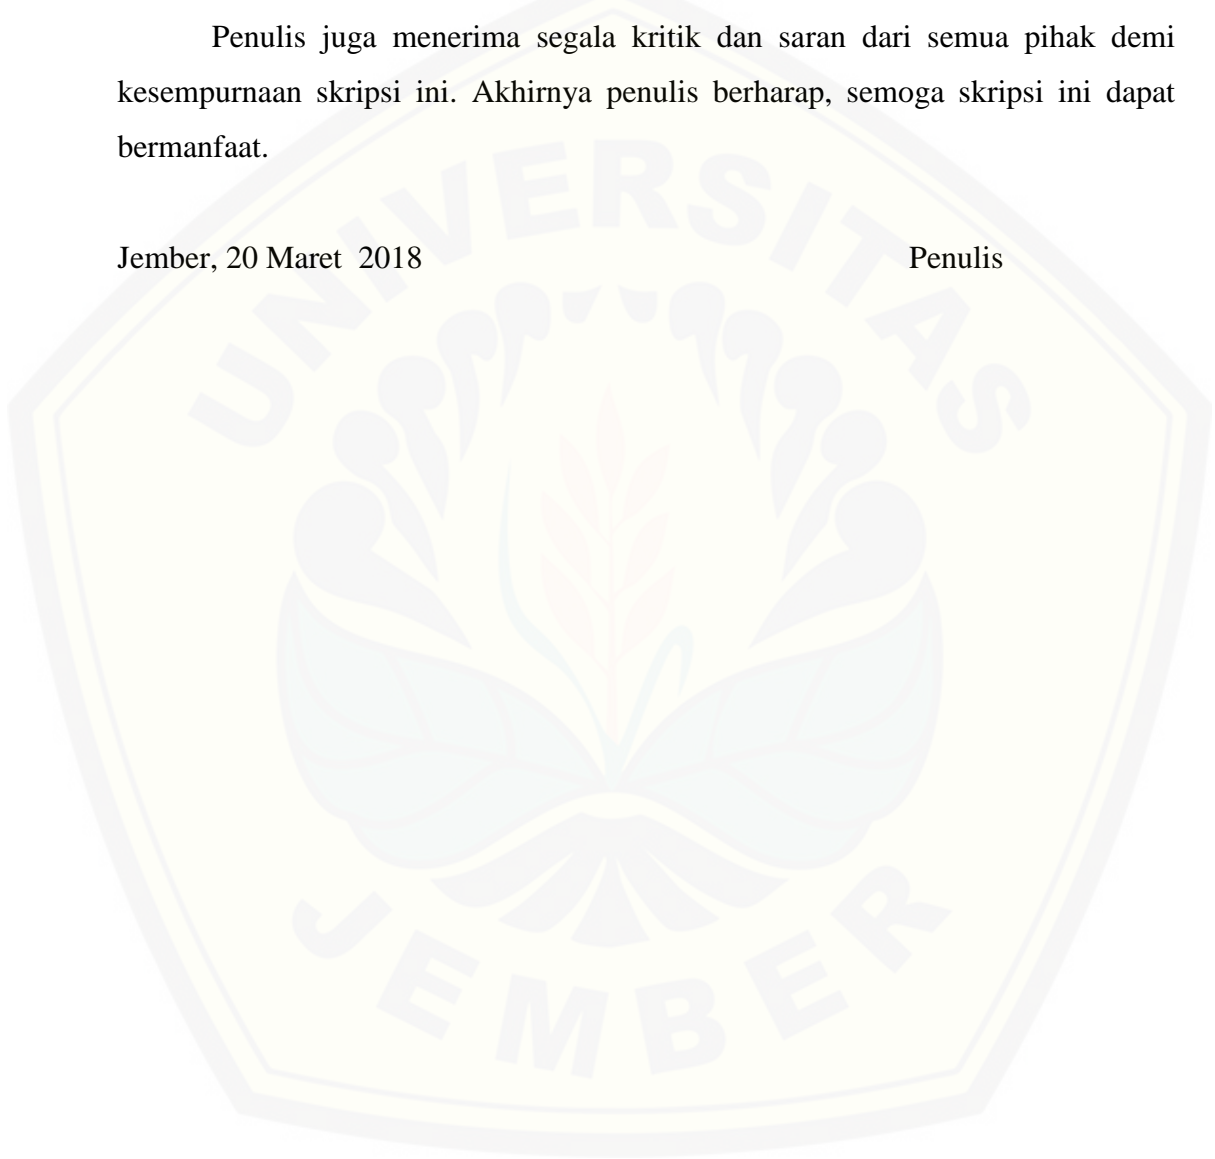 Penulis juga menerima segala kritik dan saran dari semua pihak demi
kesempurnaan skripsi ini. Akhirnya penulis berharap, semoga skripsi ini dapat
bermanfaat.
Jember, 20 Maret 2018 Penulis
UNIVERSITAS
JEMBER